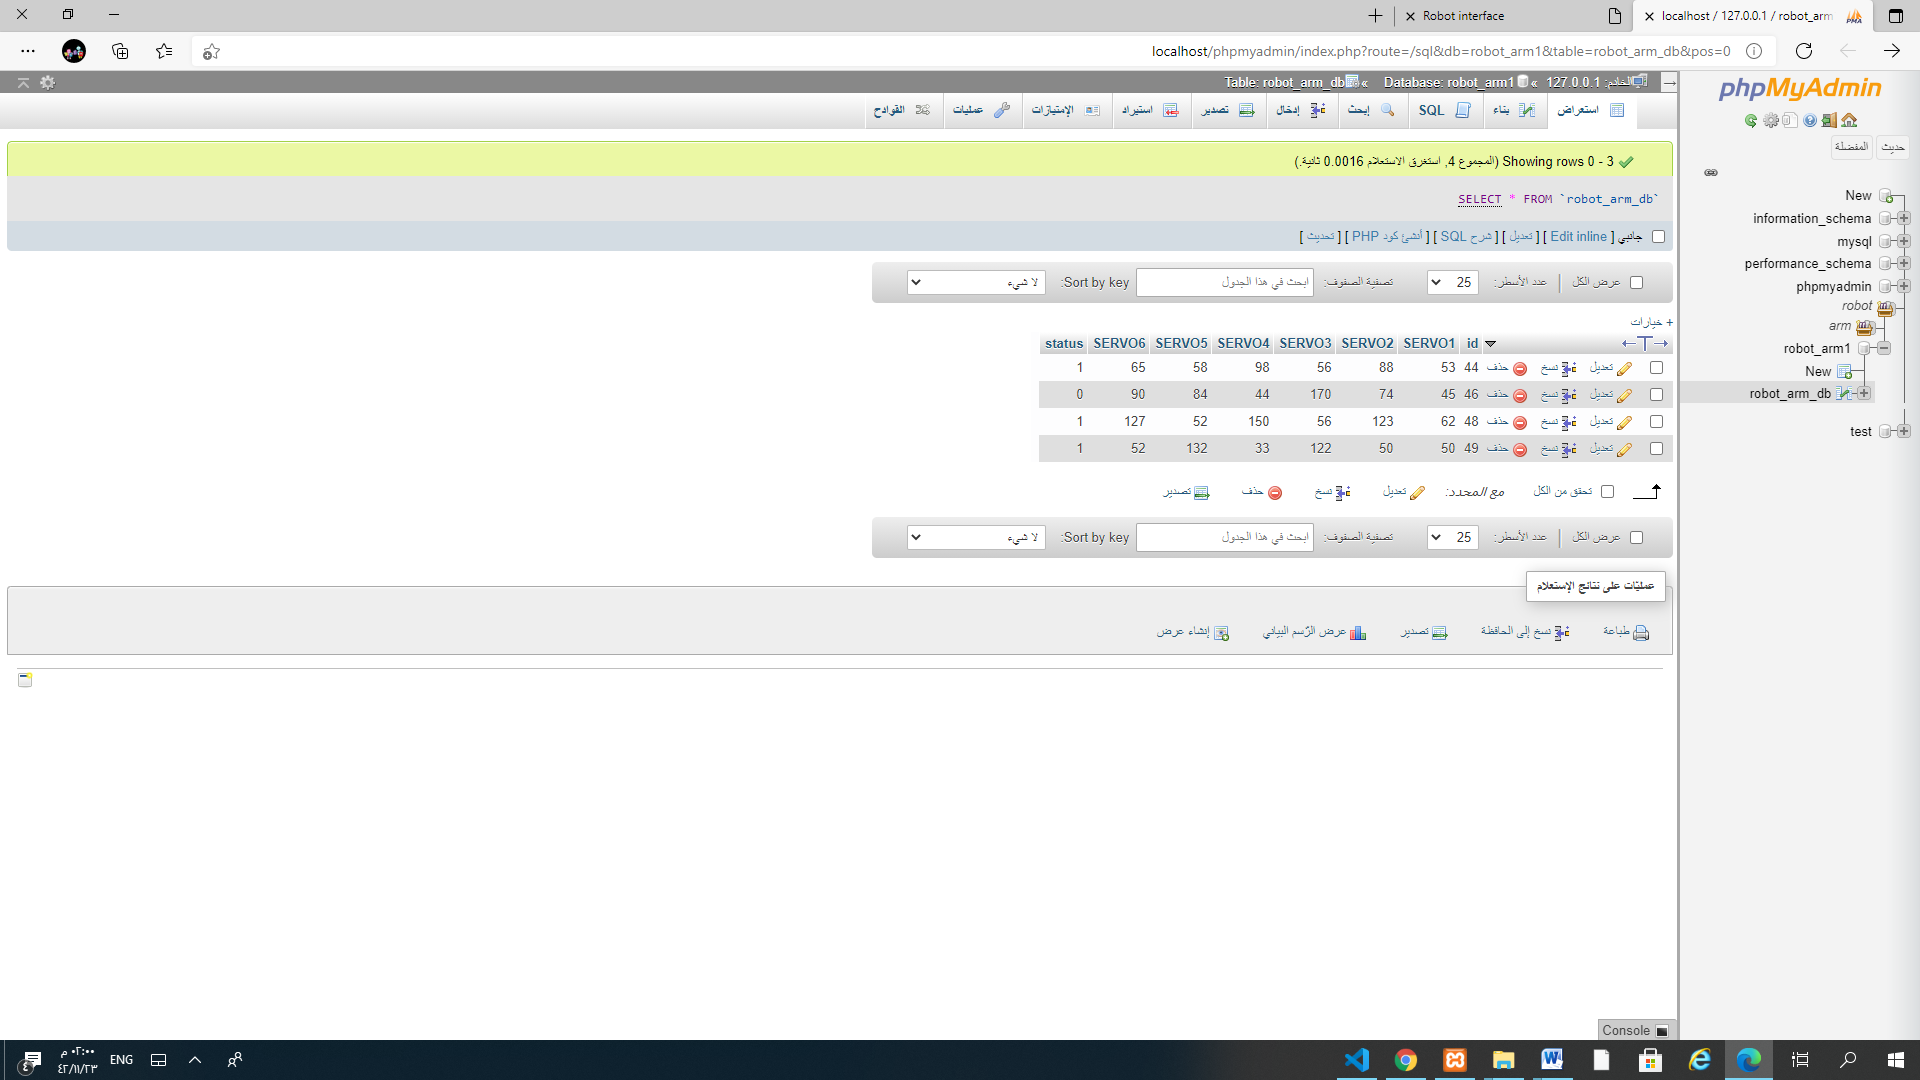 Robot interface
localhost / 127.0.0.1 / robot_arm
localhost/phpmyadmin/index.php?route=/sql&db=robot_arm1&table=robot_arm_db&pos=0
الخادم: 127.0.0.1 » Database: robot_arm1 » Table: robot_arm_db
استعراض بناء SQL إبحث إدخال تصدير استيراد الإمتيازات عمليات القوادح
Showing rows 0 - 3 (المجموع 4, استغرق الاستعلام 0.0016 ثانية.)
SELECT * FROM `robot_arm_db`
جانبي [ Edit inline ] [ تعديل ] [ شرح SQL ] [ أنشئ كود PHP ] [ تحديث ]
عرض الكل عدد الأسطر: 25 تصفية الصفوف: ابحث في هذا الجدول Sort by key: لا شيء
+ خيارات
id SERVO1 SERVO2 SERVO3 SERVO4 SERVO5 SERVO6 status
تعديل نسخ حذف 44 53 88 56 98 58 65 1
تعديل نسخ حذف 46 45 74 170 44 84 90 0
تعديل نسخ حذف 48 62 123 56 150 52 127 1
تعديل نسخ حذف 49 50 50 122 33 132 52 1
تحقق من الكل مع المحدد: تعديل نسخ حذف تصدير
عرض الكل عدد الأسطر: 25 تصفية الصفوف: ابحث في هذا الجدول Sort by key: لا شيء
عمليّات على نتائج الإستعلام
طباعة نسخ إلى الحافظة تصدير عرض الرّسم البياني إنشاء عرض
Console
phpMyAdmin
حديث المفضلة
New
information_schema
mysql
performance_schema
phpmyadmin
robot
arm
robot_arm1
New
robot_arm_db
test
ENG
٠٢:٠٠ م
٤٢/١١/٢٣
٤